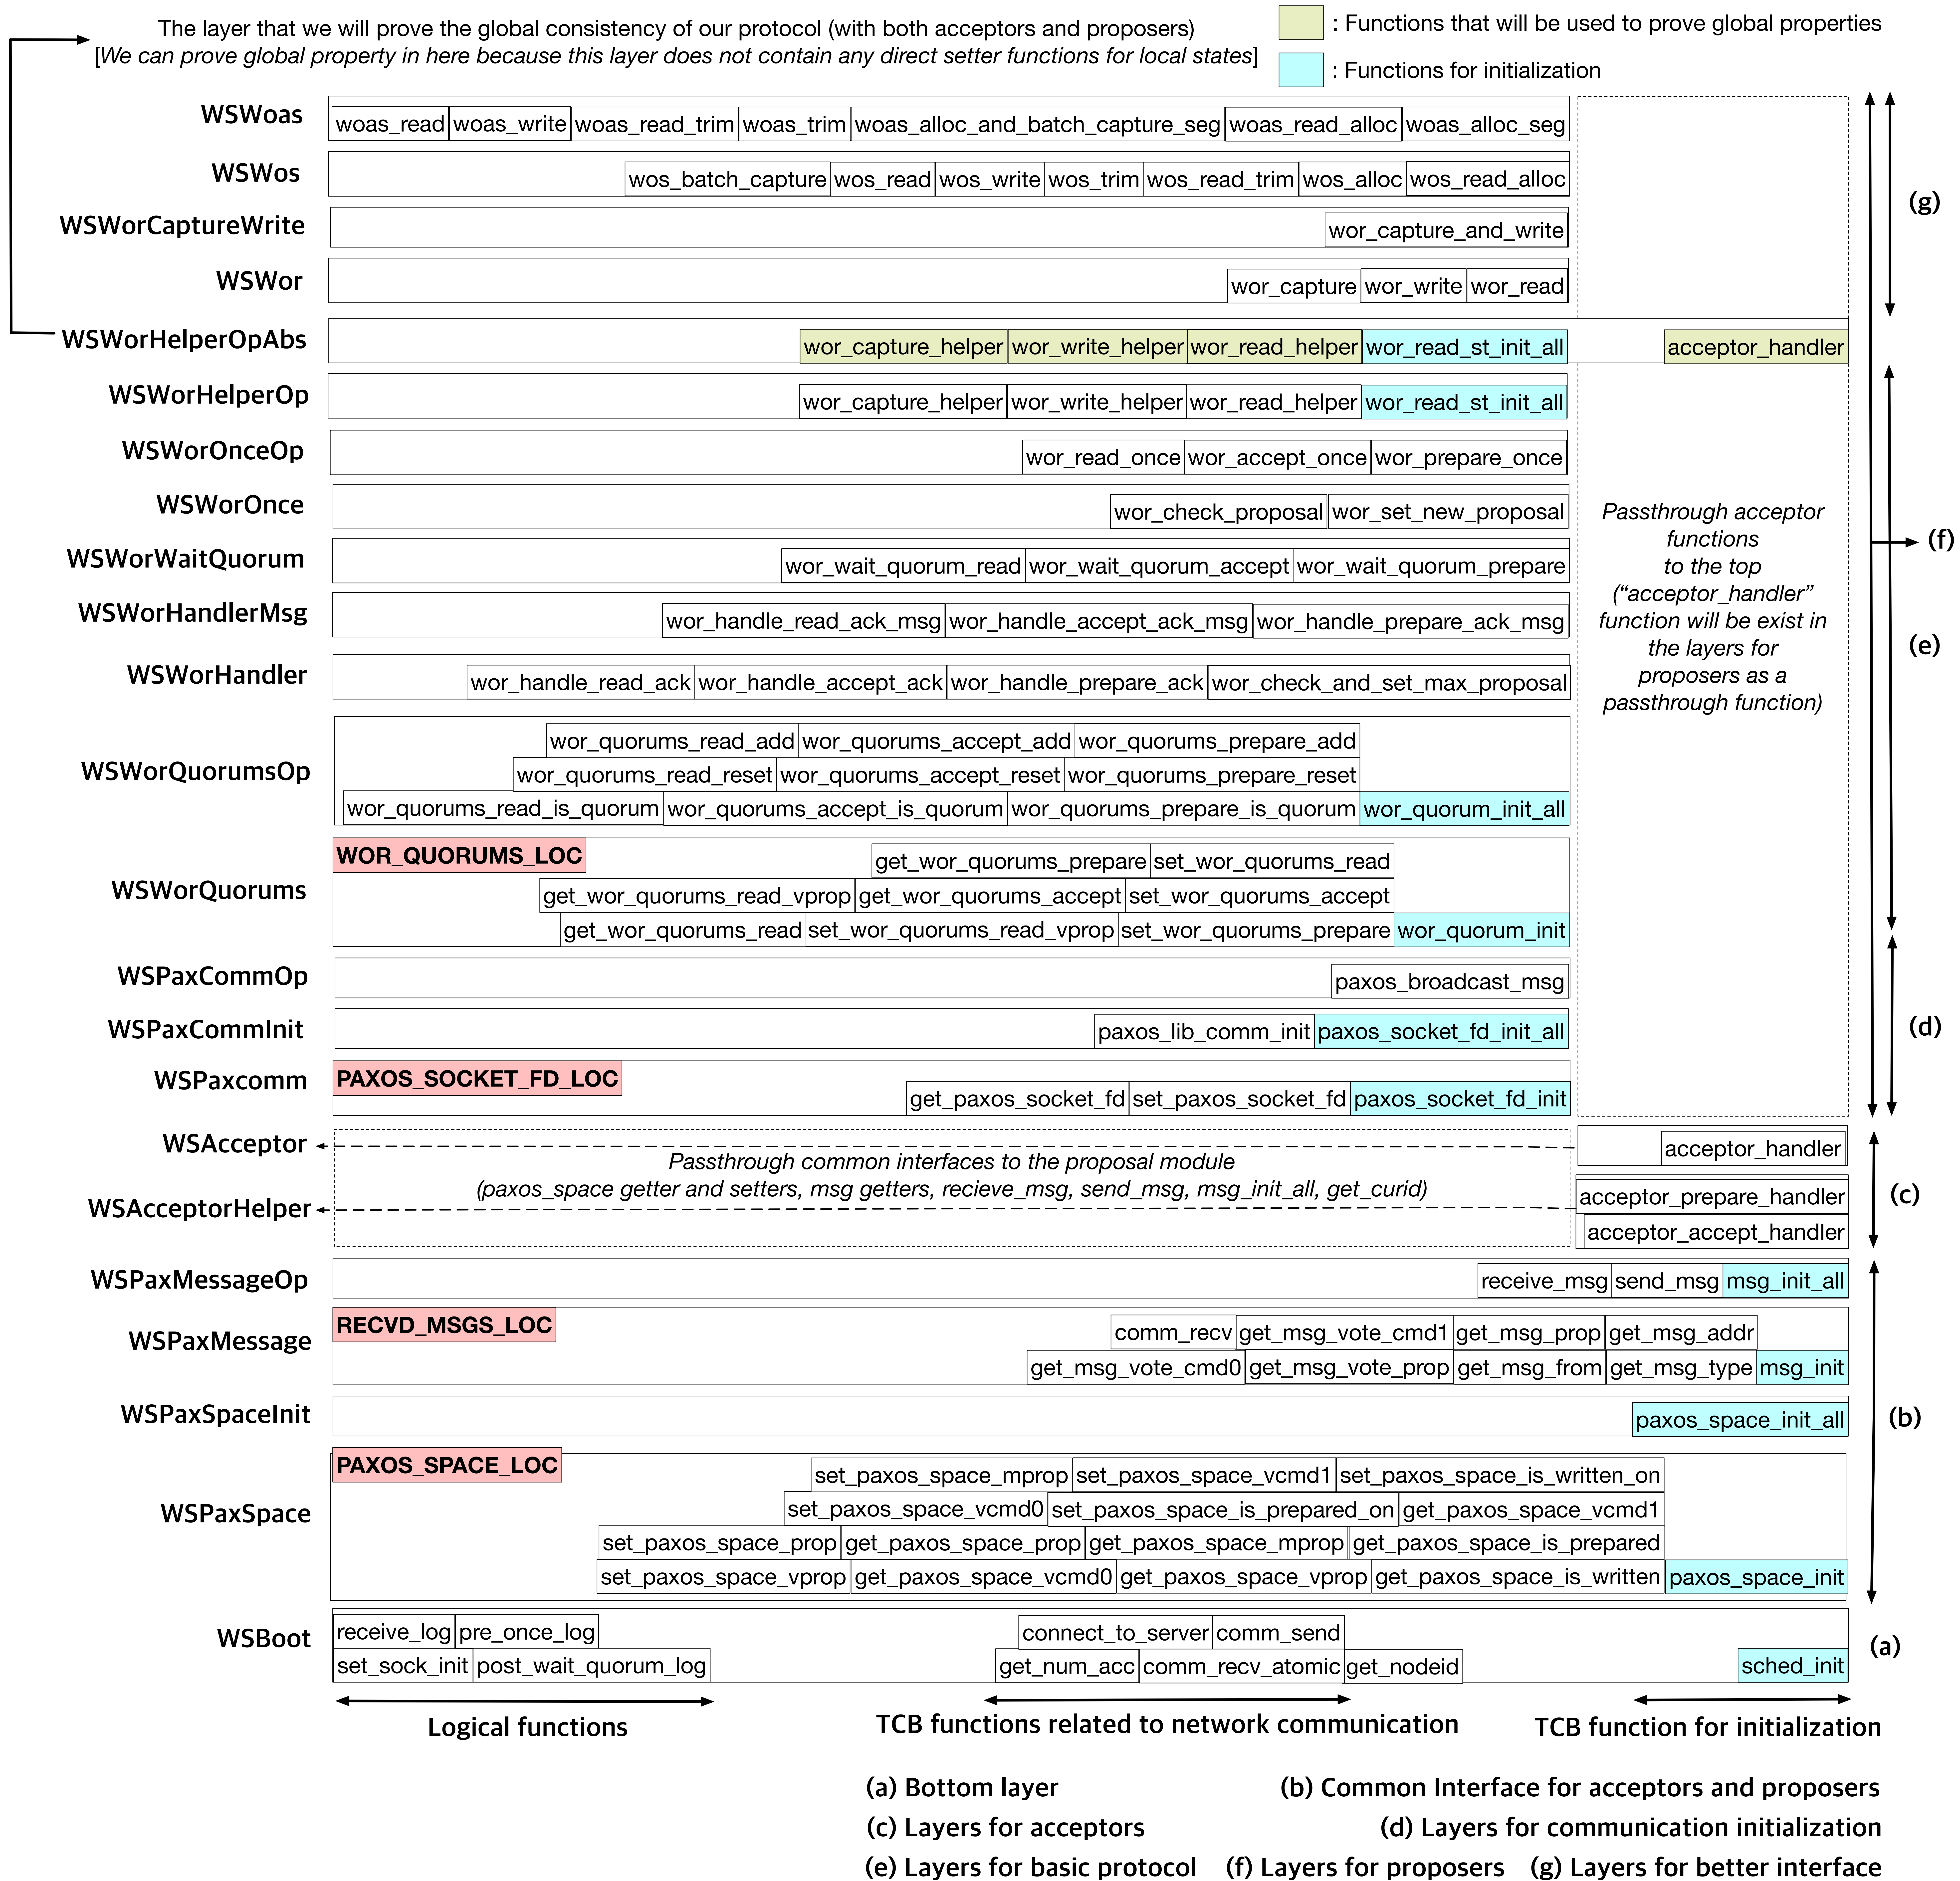 The layer that we will prove the global consistency of our protocol (with both acceptors and proposers)
[We can prove global property in here because this layer does not contain any direct setter functions for local states]
: Functions that will be used to prove global properties
: Functions for initialization
WSWoas
woas_read woas_write woas_read_trim woas_trim woas_alloc_and_batch_capture_seg woas_read_alloc woas_alloc_seg
WSWos
wos_batch_capture wos_read wos_write wos_trim wos_read_trim wos_alloc wos_read_alloc
(g)
WSWorCaptureWrite
wor_capture_and_write
WSWor
wor_capture wor_write wor_read
WSWorHelperOpAbs
wor_capture_helper wor_write_helper wor_read_helper wor_read_st_init_all acceptor_handler
WSWorHelperOp
wor_capture_helper wor_write_helper wor_read_helper wor_read_st_init_all
WSWorOnceOp
wor_read_once wor_accept_once wor_prepare_once
WSWorOnce
wor_check_proposal wor_set_new_proposal
Passthrough acceptor
functions
to the top
("acceptor_handler"
function will be exist in
the layers for
proposers as a
passthrough function)
(f)
WSWorWaitQuorum
wor_wait_quorum_read wor_wait_quorum_accept wor_wait_quorum_prepare
WSWorHandlerMsg
wor_handle_read_ack_msg wor_handle_accept_ack_msg wor_handle_prepare_ack_msg
(e)
WSWorHandler
wor_handle_read_ack wor_handle_accept_ack wor_handle_prepare_ack wor_check_and_set_max_proposal
WSWorQuorumsOp
wor_quorums_read_add wor_quorums_accept_add wor_quorums_prepare_add
wor_quorums_read_reset wor_quorums_accept_reset wor_quorums_prepare_reset
wor_quorums_read_is_quorum wor_quorums_accept_is_quorum wor_quorums_prepare_is_quorum wor_quorum_init_all
WSWorQuorums
WOR_QUORUMS_LOC
get_wor_quorums_prepare set_wor_quorums_read
get_wor_quorums_read_vprop get_wor_quorums_accept set_wor_quorums_accept
get_wor_quorums_read set_wor_quorums_read_vprop set_wor_quorums_prepare wor_quorum_init
WSPaxCommOp
paxos_broadcast_msg
WSPaxCommInit
paxos_lib_comm_init paxos_socket_fd_init_all
(d)
WSPaxcomm
PAXOS_SOCKET_FD_LOC
get_paxos_socket_fd set_paxos_socket_fd paxos_socket_fd_init
WSAcceptor
acceptor_handler
Passthrough common interfaces to the proposal module
(paxos_space getter and setters, msg getters, recieve_msg, send_msg, msg_init_all, get_curid)
WSAcceptorHelper
acceptor_prepare_handler
acceptor_accept_handler
(c)
WSPaxMessageOp
receive_msg send_msg msg_init_all
WSPaxMessage
RECVD_MSGS_LOC
comm_recv get_msg_vote_cmd1 get_msg_prop get_msg_addr
get_msg_vote_cmd0 get_msg_vote_prop get_msg_from get_msg_type msg_init
WSPaxSpaceInit
paxos_space_init_all
(b)
WSPaxSpace
PAXOS_SPACE_LOC
set_paxos_space_mprop set_paxos_space_vcmd1 set_paxos_space_is_written_on
set_paxos_space_vcmd0 set_paxos_space_is_prepared_on get_paxos_space_vcmd1
set_paxos_space_prop get_paxos_space_prop get_paxos_space_mprop get_paxos_space_is_prepared
set_paxos_space_vprop get_paxos_space_vcmd0 get_paxos_space_vprop get_paxos_space_is_written paxos_space_init
WSBoot
receive_log pre_once_log connect_to_server comm_send
set_sock_init post_wait_quorum_log get_num_acc comm_recv_atomic get_nodeid sched_init
(a)
Logical functions
TCB functions related to network communication
TCB function for initialization
(a) Bottom layer
(b) Common Interface for acceptors and proposers
(c) Layers for acceptors
(d) Layers for communication initialization
(e) Layers for basic protocol
(f) Layers for proposers
(g) Layers for better interface